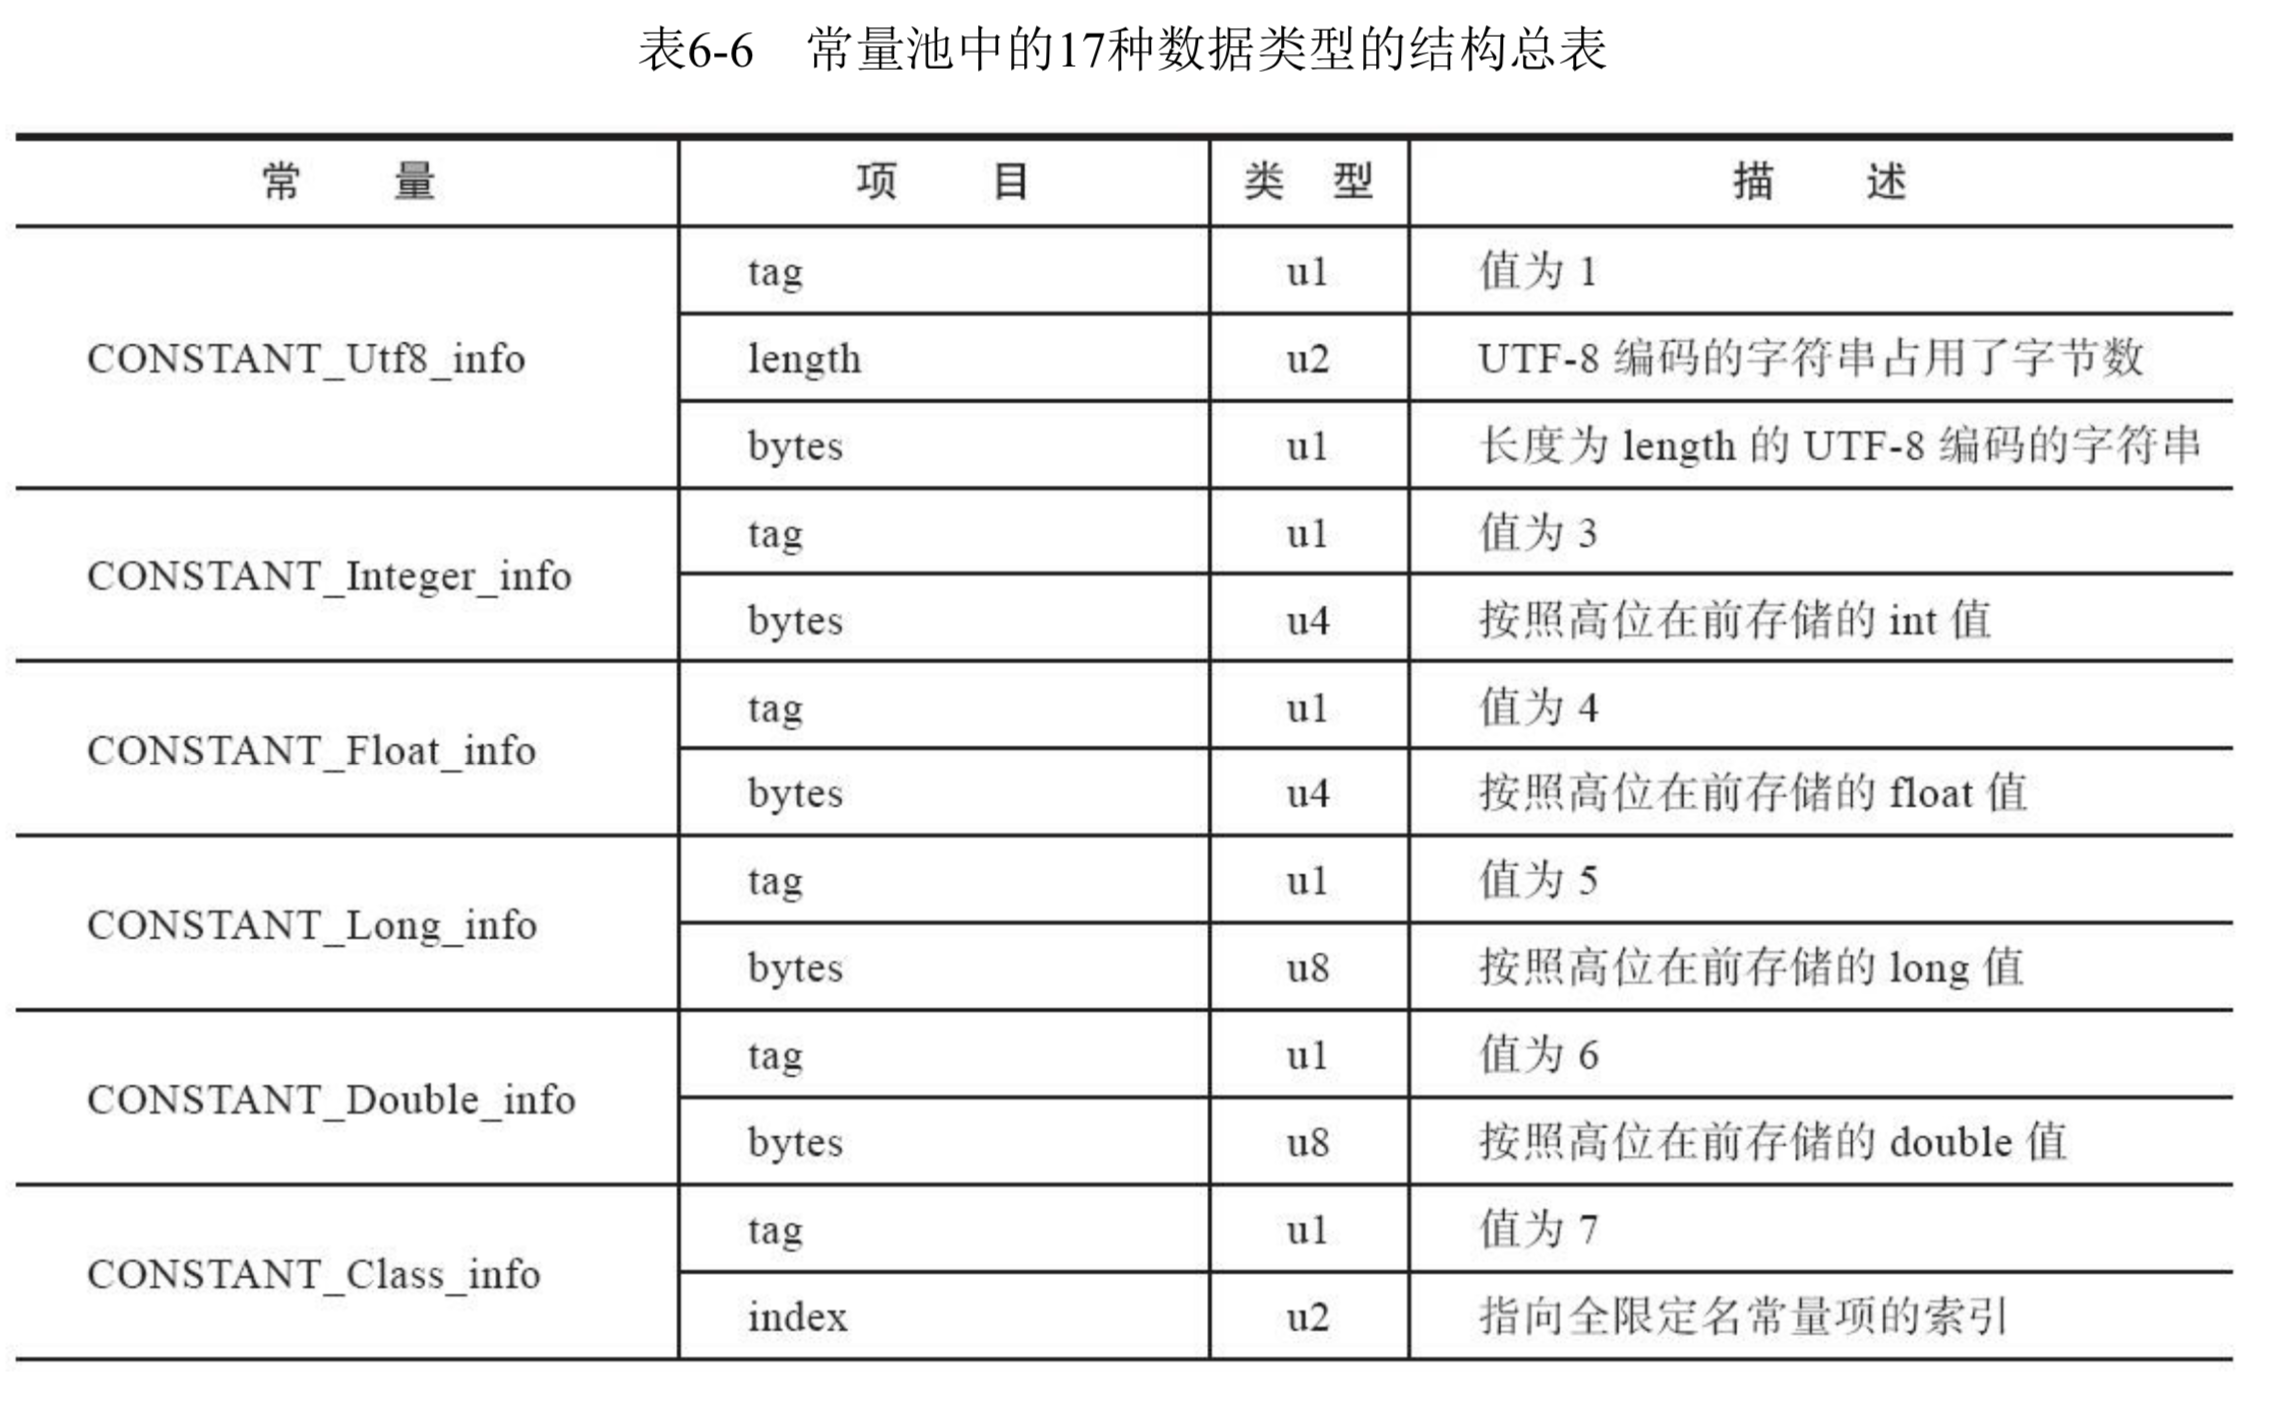 表6-6 常量池中的17种数据类型的结构总表
常 量 项 目 类 型 描 述
CONSTANT_Utf8_info tag u1 值为 1
length u2 UTF-8 编码的字符串占用了字节数
bytes u1 长度为 length 的 UTF-8 编码的字符串
CONSTANT_Integer_info tag u1 值为 3
bytes u4 按照高位在前存储的 int 值
CONSTANT_Float_info tag u1 值为 4
bytes u4 按照高位在前存储的 float 值
CONSTANT_Long_info tag u1 值为 5
bytes u8 按照高位在前存储的 long 值
CONSTANT_Double_info tag u1 值为 6
bytes u8 按照高位在前存储的 double 值
CONSTANT_Class_info tag u1 值为 7
index u2 指向全限定名常量项的索引